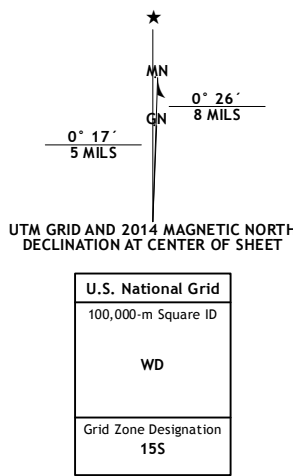 ★
MN
0° 26´
8 MILS
GN
0° 17´
5 MILS
UTM GRID AND 2014 MAGNETIC NORTH
DECLINATION AT CENTER OF SHEET
U.S. National Grid
100,000-m Square ID
WD
Grid Zone Designation
15S